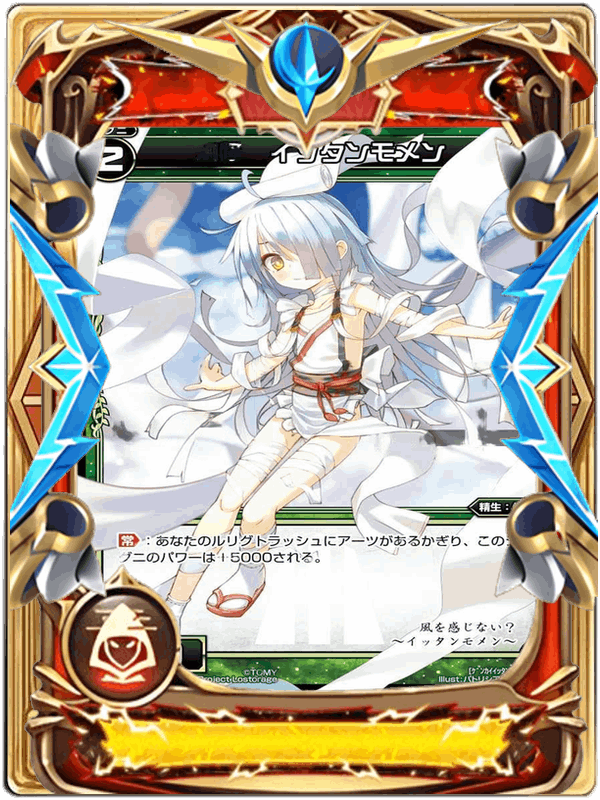 2
イッタンモメン
精生：
常：あなたのルリグトラッシュにアーツがあるかぎり、この
グニのパワーは＋5000される。
風を感じない？
～イッタンモメン～
©TOMY
Project Lostorage
Illust.